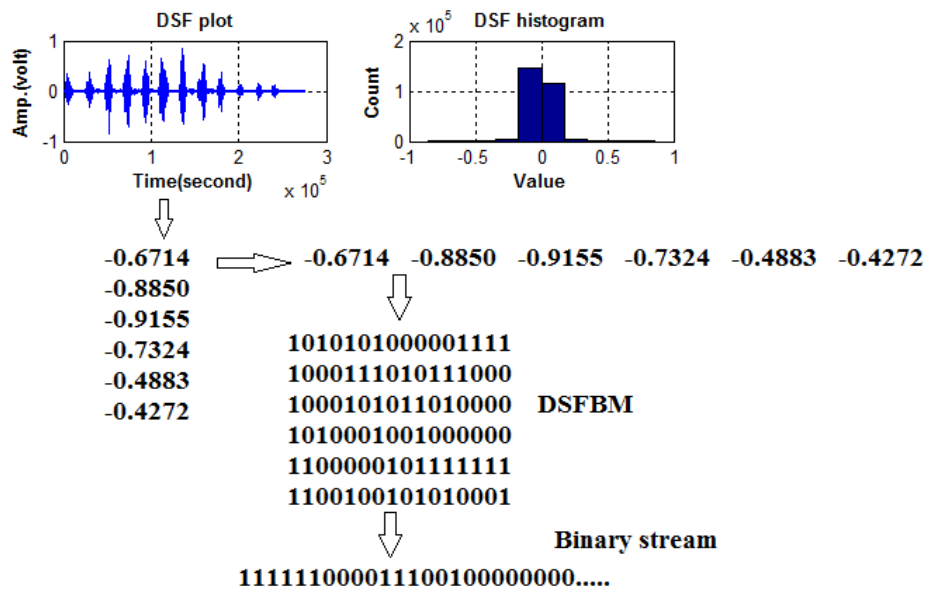 DSF plot
DSF histogram
x 10^5
1
0
-1
Amp.(volt)
0
1
2
3
Time(second)
x 10^5
2
1
0
Count
-1
-0.5
0
0.5
1
Value
-0.6714
-0.8850
-0.9155
-0.7324
-0.4883
-0.4272
-0.6714 -0.8850 -0.9155 -0.7324 -0.4883 -0.4272
1010101000001111
1000111010111000
1000101011010000 DSFBM
1010001001000000
1100000101111111
1100100101010001
Binary stream
111111000011100100000000.....